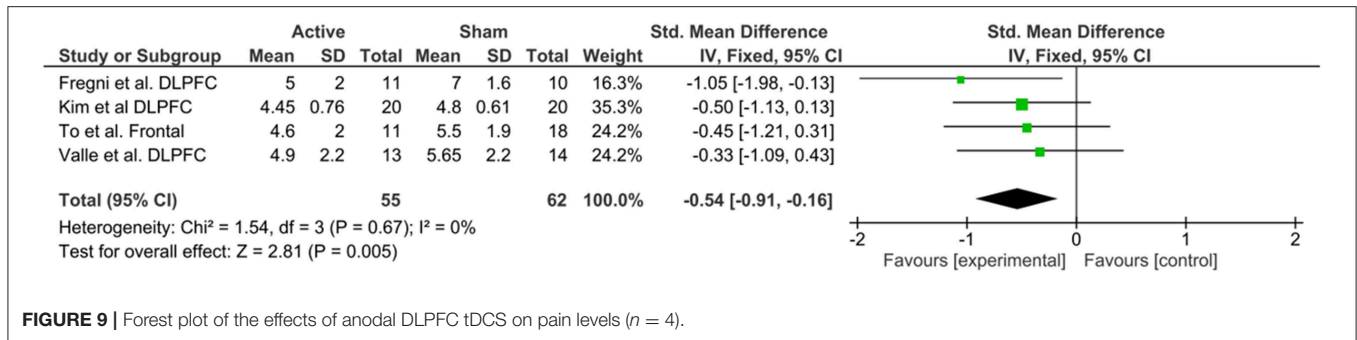 Active Sham Std. Mean Difference Std. Mean Difference
Study or Subgroup Mean SD Total Mean SD Total Weight IV, Fixed, 95% CI IV, Fixed, 95% CI
Fregni et al. DLPFC 5 2 11 7 1.6 10 16.3% -1.05 [-1.98, -0.13]
Kim et al DLPFC 4.45 0.76 20 4.8 0.61 20 35.3% -0.50 [-1.13, 0.13]
To et al. Frontal 4.6 2 11 5.5 1.9 18 24.2% -0.45 [-1.21, 0.31]
Valle et al. DLPFC 4.9 2.2 13 5.65 2.2 14 24.2% -0.33 [-1.09, 0.43]
Total (95% CI) 55 62 100.0% -0.54 [-0.91, -0.16]
Heterogeneity: Chi² = 1.54, df = 3 (P = 0.67); I² = 0%
Test for overall effect: Z = 2.81 (P = 0.005)
-2 -1 0 1 2
Favours [experimental] Favours [control]
FIGURE 9 | Forest plot of the effects of anodal DLPFC tDCS on pain levels (n = 4).